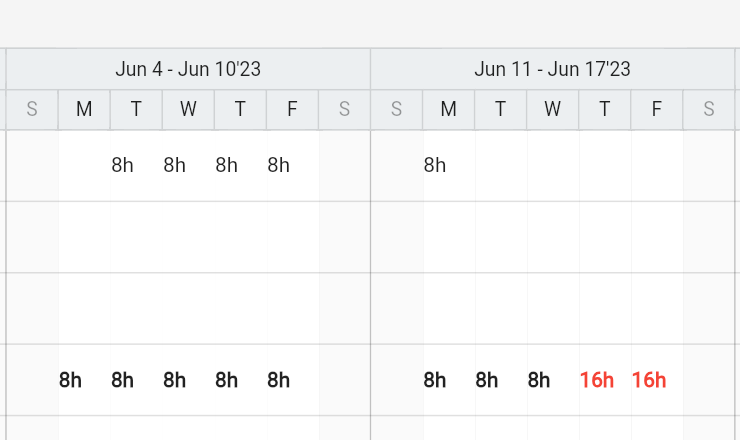 Jun 4 - Jun 10'23 Jun 11 - Jun 17'23
S M T W T F S S M T W T F S
8h 8h 8h 8h 8h
8h 8h 8h 8h 8h 8h 8h 8h 16h 16h